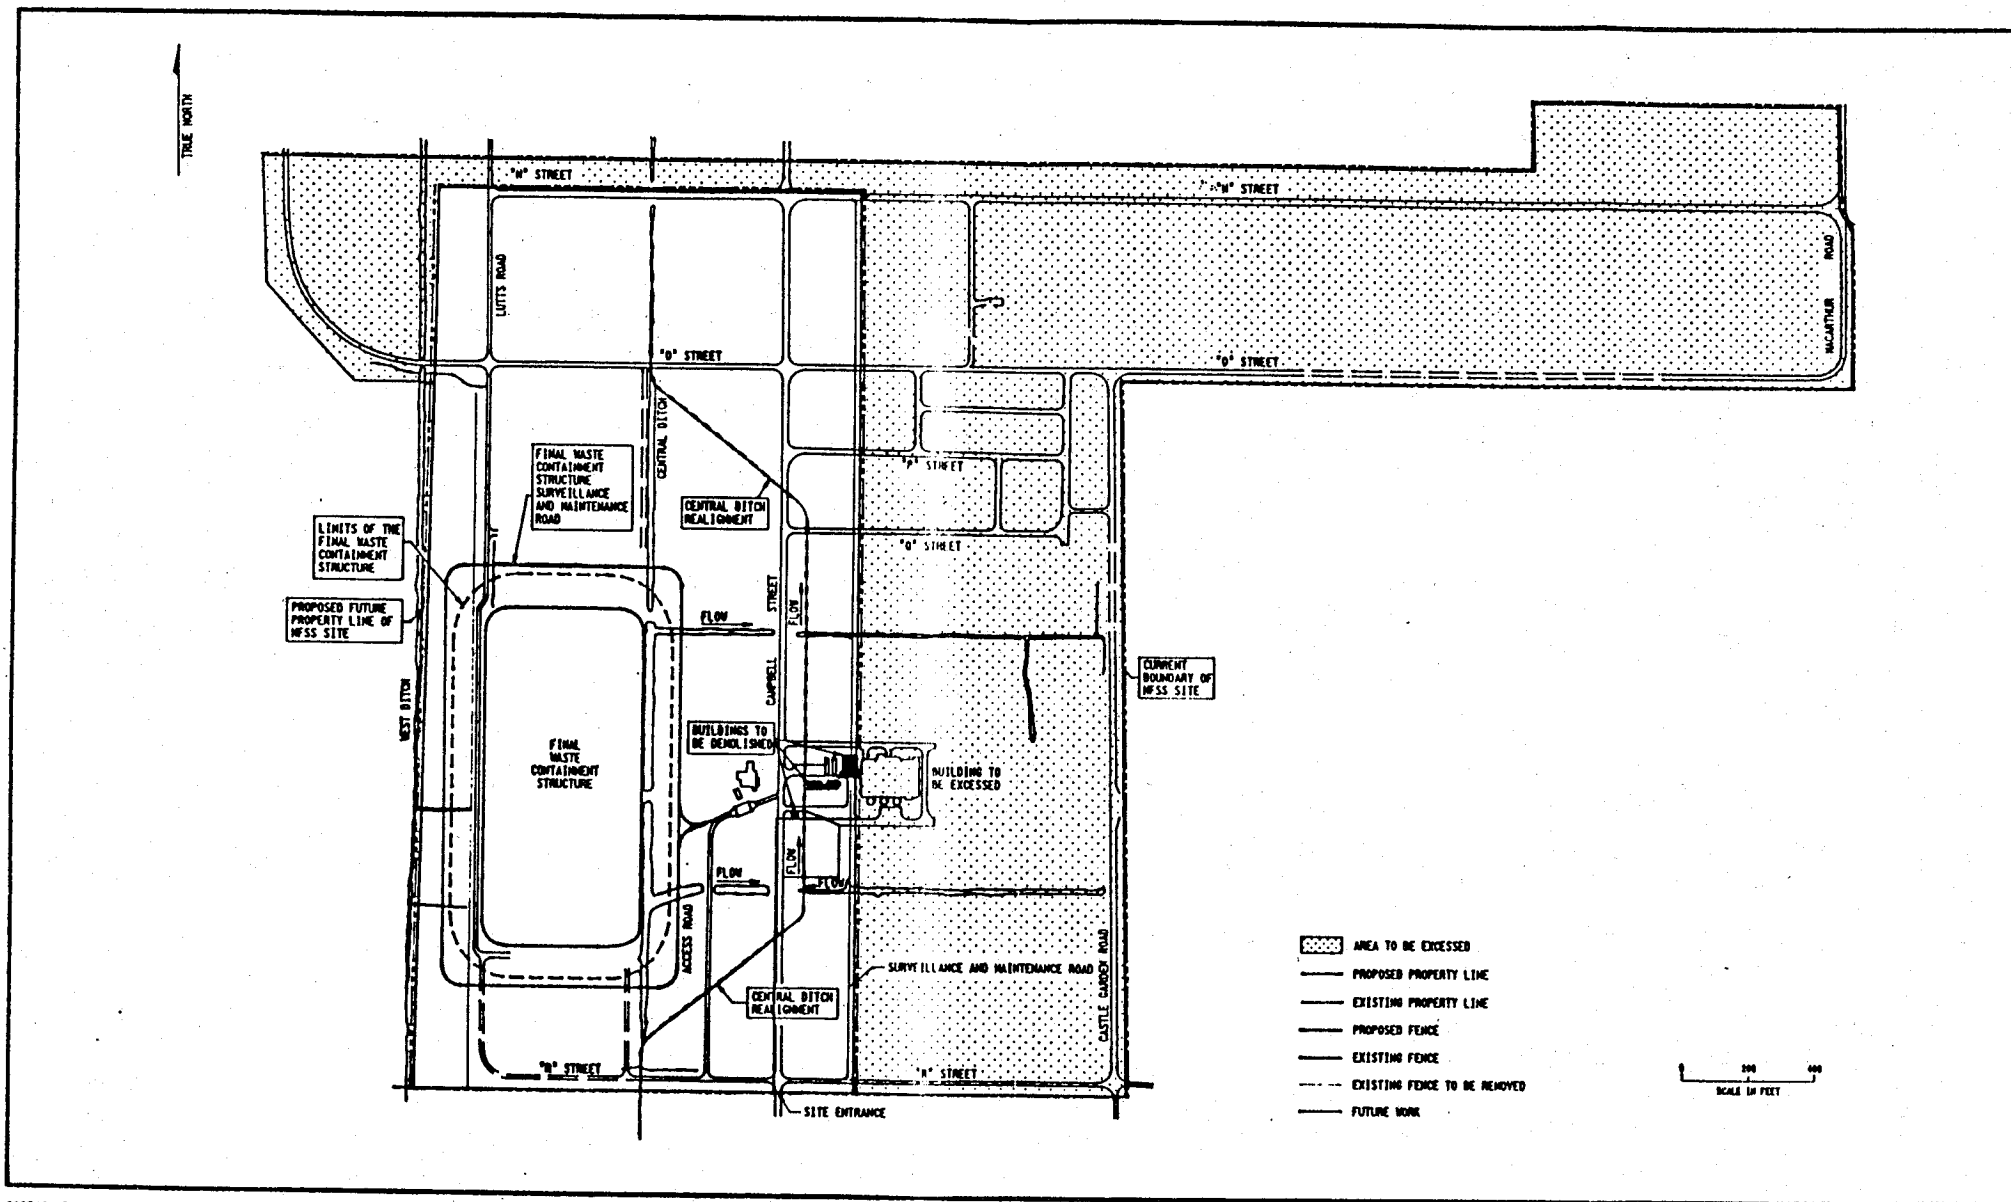 TRUE NORTH
"N" STREET
"N" STREET
LUTTS ROAD
MACARTHUR ROAD
"O" STREET
"O" STREET
CENTRAL DITCH
FINAL WASTE
CONTAINMENT
STRUCTURE
SURVEILLANCE
AND MAINTENANCE
ROAD
"P" STREET
CENTRAL DITCH
REALIGNMENT
LIMITS OF THE
FINAL WASTE
CONTAINMENT
STRUCTURE
"Q" STREET
PROPOSED FUTURE
PROPERTY LINE OF
NFSS SITE
FLOW
FLOW
CAMPBELL STREET
CURRENT
BOUNDARY OF
NFSS SITE
WEST DITCH
BUILDINGS TO
BE DEMOLISHED
FINAL
WASTE
CONTAINMENT
STRUCTURE
BUILDING TO
BE EXCESSED
FLOW
FLOW
FLOW
ACCESS ROAD
CASTLE GARDEN ROAD
SURVEILLANCE AND MAINTENANCE ROAD
CENTRAL DITCH
REALIGNMENT
"R" STREET
"R" STREET
SITE ENTRANCE
AREA TO BE EXCESSED
PROPOSED PROPERTY LINE
EXISTING PROPERTY LINE
PROPOSED FENCE
EXISTING FENCE
EXISTING FENCE TO BE REMOVED
FUTURE WORK
0 200 400
SCALE IN FEET